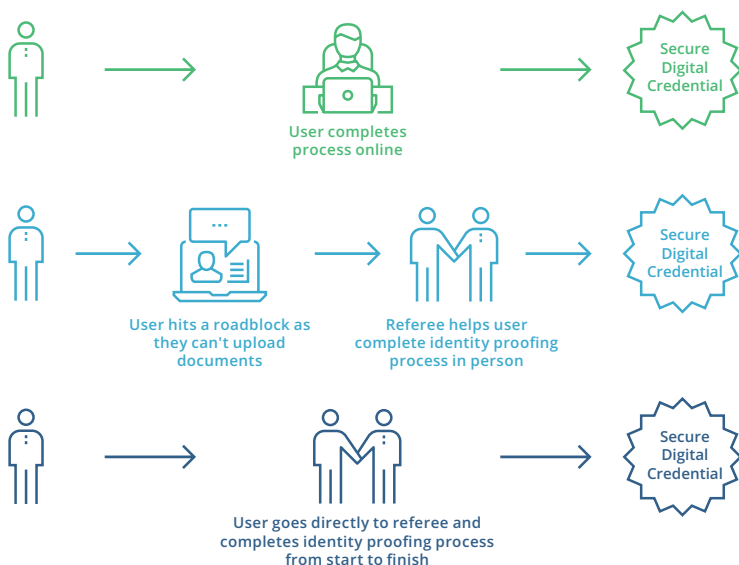 Secure
Digital
Credential
User completes
process online
...
Secure
Digital
Credential
User hits a roadblock as
they can't upload
documents
Referee helps user
complete identity proofing
process in person
Secure
Digital
Credential
User goes directly to referee and
completes identity proofing process
from start to finish